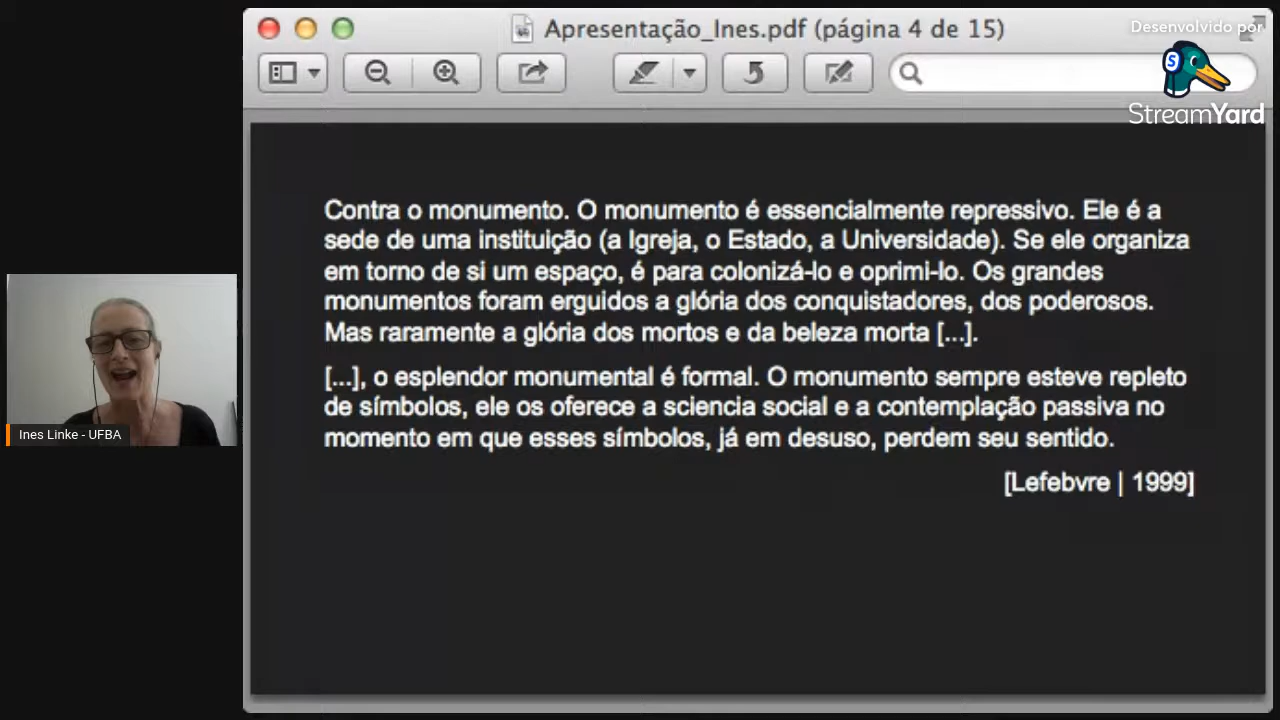 Apresentação_Ines.pdf (página 4 de 15)
Desenvolvido por
S
StreamYard
Contra o monumento. O monumento é essencialmente repressivo. Ele é a
sede de uma instituição (a Igreja, o Estado, a Universidade). Se ele organiza
em torno de si um espaço, é para colonizá-lo e oprimi-lo. Os grandes
monumentos foram erguidos a glória dos conquistadores, dos poderosos.
Mas raramente a glória dos mortos e da beleza morta [...].
[...], o esplendor monumental é formal. O monumento sempre esteve repleto
de símbolos, ele os oferece a sciencia social e a contemplação passiva no
momento em que esses símbolos, já em desuso, perdem seu sentido.
[Lefebvre | 1999]
Ines Linke - UFBA